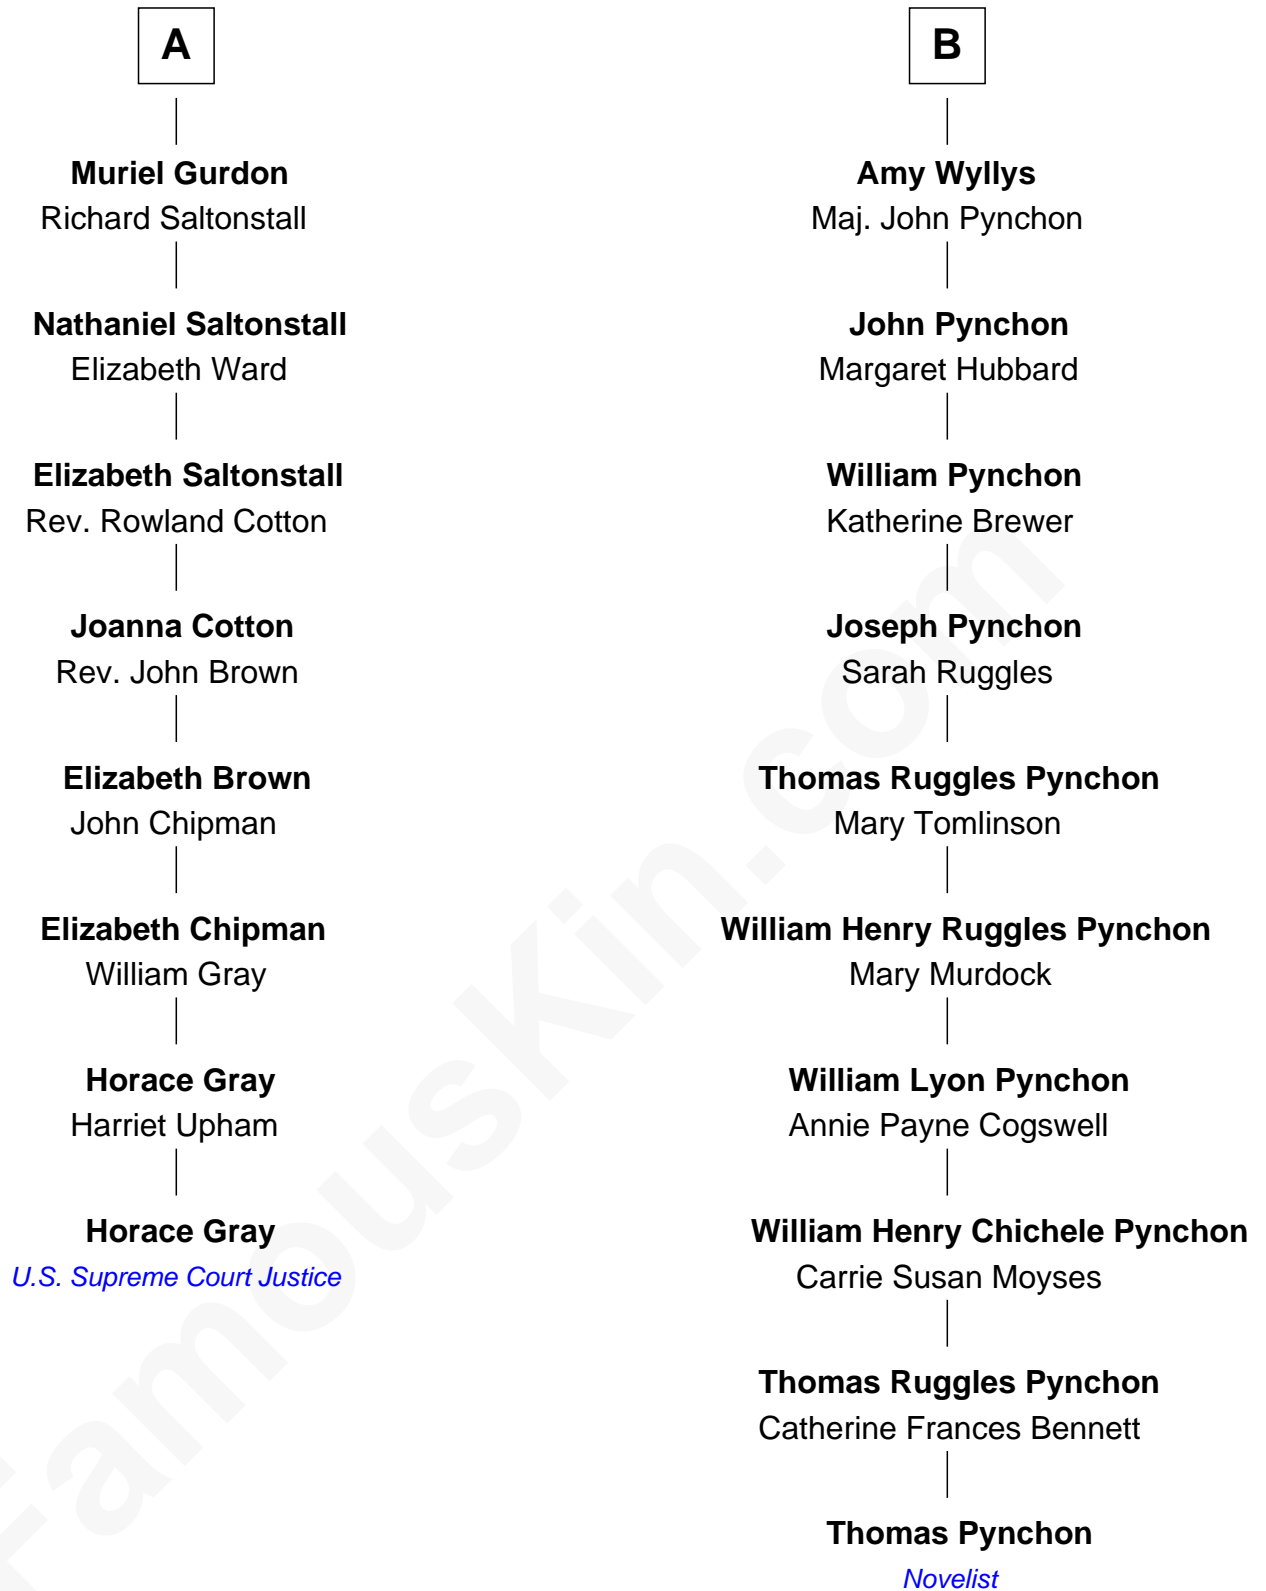 A
Muriel Gurdon
Richard Saltonstall
Nathaniel Saltonstall
Elizabeth Ward
Elizabeth Saltonstall
Rev. Rowland Cotton
Joanna Cotton
Rev. John Brown
Elizabeth Brown
John Chipman
Elizabeth Chipman
William Gray
Horace Gray
Harriet Upham
Horace Gray
U.S. Supreme Court Justice
B
Amy Wyllys
Maj. John Pynchon
John Pynchon
Margaret Hubbard
William Pynchon
Katherine Brewer
Joseph Pynchon
Sarah Ruggles
Thomas Ruggles Pynchon
Mary Tomlinson
William Henry Ruggles Pynchon
Mary Murdock
William Lyon Pynchon
Annie Payne Cogswell
William Henry Chichele Pynchon
Carrie Susan Moyses
Thomas Ruggles Pynchon
Catherine Frances Bennett
Thomas Pynchon
Novelist
FamousKin.com